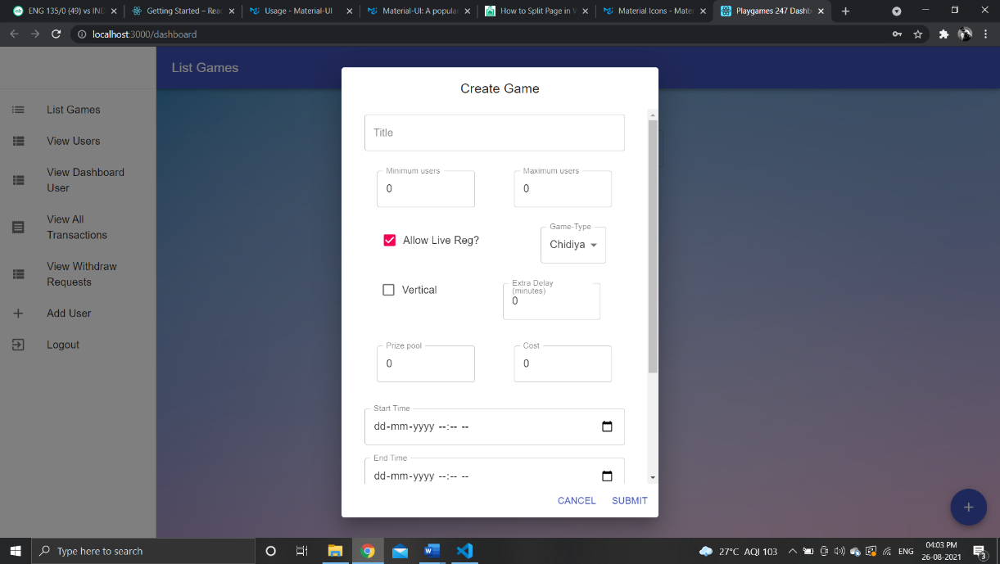 ENG 135/0 (49) vs IND
Getting Started – Reac
Usage - Material-UI
Material-UI: A popula
How to Split Page in V
Material Icons - Mate
Playgames 247 Dashb
localhost:3000/dashboard
List Games
List Games
View Users
View Dashboard
User
View All
Transactions
View Withdraw
Requests
Add User
Logout
Create Game
Title
Minimum users
0
Maximum users
0
Allow Live Reg?
Game-Type
Chidiya
Vertical
Extra Delay
(minutes)
0
Prize pool
0
Cost
0
Start Time
dd-mm-yyyy --:-- --
End Time
dd-mm-yyyy --:-- --
CANCEL
SUBMIT
Type here to search
27°C AQI 103
ENG
04:03 PM
26-08-2021
3